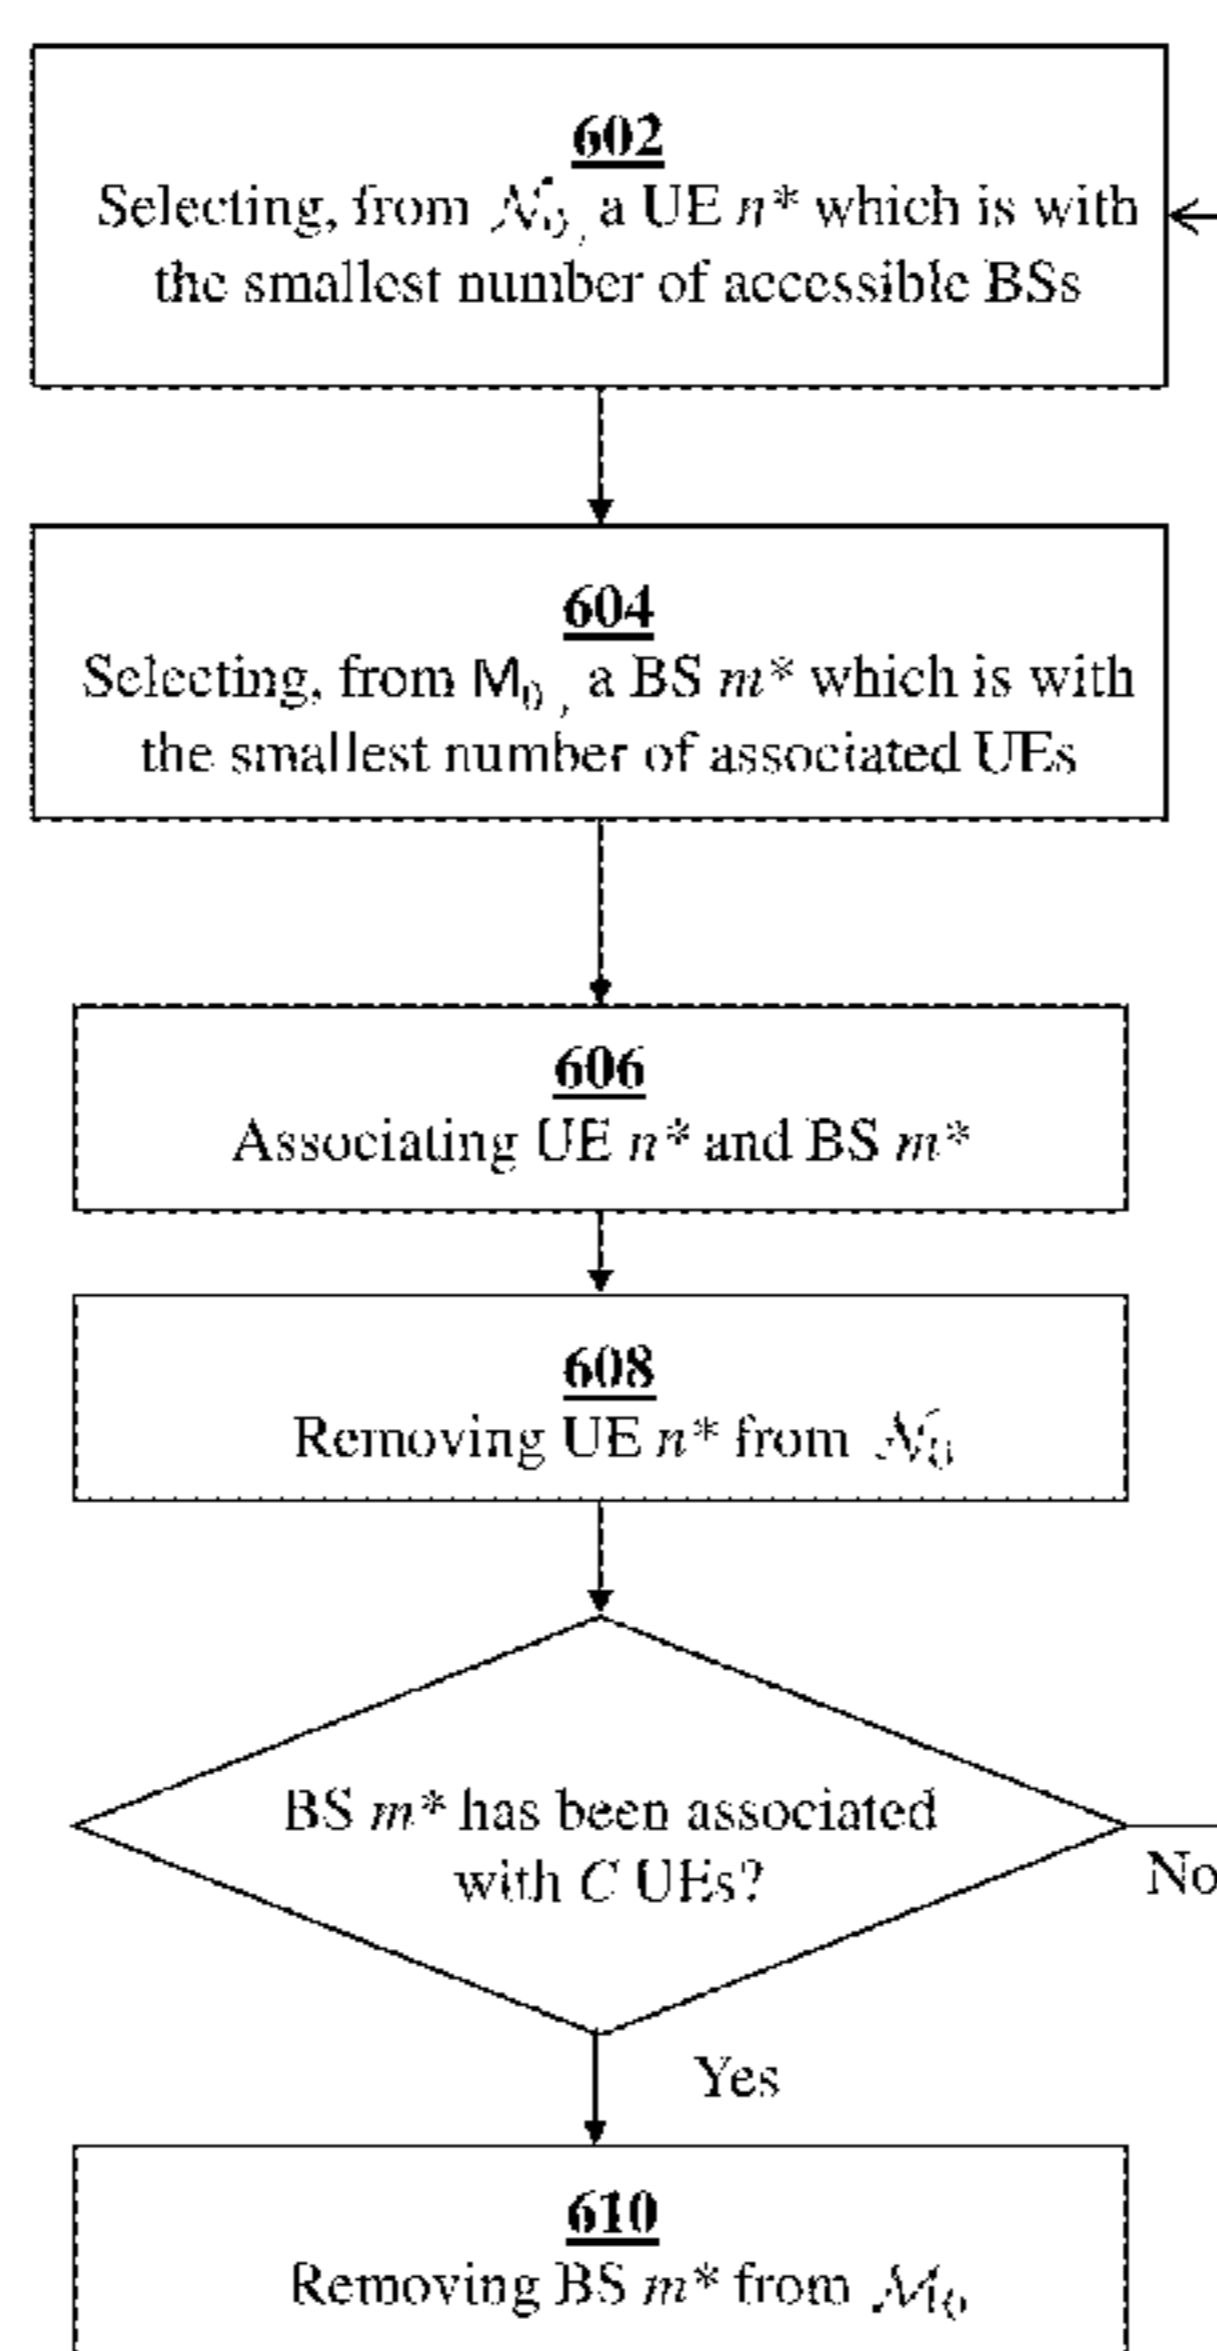 602
Selecting, from 𝒩₀, a UE n* which is with
the smallest number of accessible BSs
604
Selecting, from M₀, a BS m* which is with
the smallest number of associated UEs
606
Associating UE n* and BS m*
608
Removing UE n* from 𝒩₀
BS m* has been associated
with C UEs?
No
Yes
610
Removing BS m* from ℳ₀